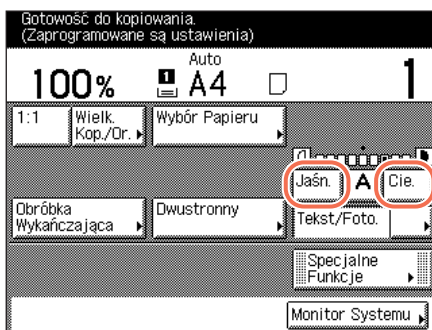 Gotowość do kopiowania.
(Zaprogramowane są ustawienia)
100%
1
Auto
A4
1
1:1
Wielk.
Kop./Or.
Wybór Papieru
Jaśn.
A
Cie.
Obróbka
Wykańczająca
Dwustronny
Tekst/Foto.
Specjalne
Funkcje
Monitor Systemu